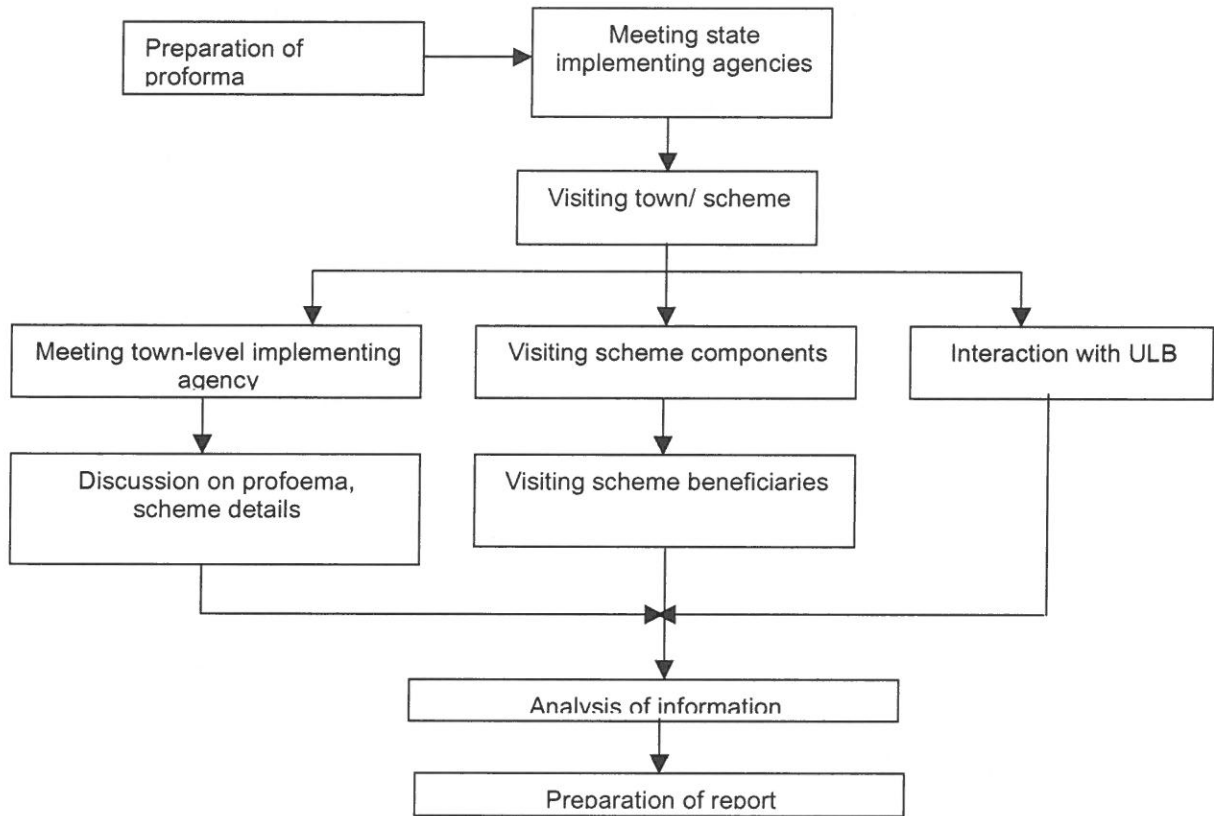 Preparation of
proforma
Meeting state
implementing agencies
Visiting town/ scheme
Meeting town-level implementing
agency
Visiting scheme components
Interaction with ULB
Discussion on profoema,
scheme details
Visiting scheme beneficiaries
Analysis of information
Preparation of report